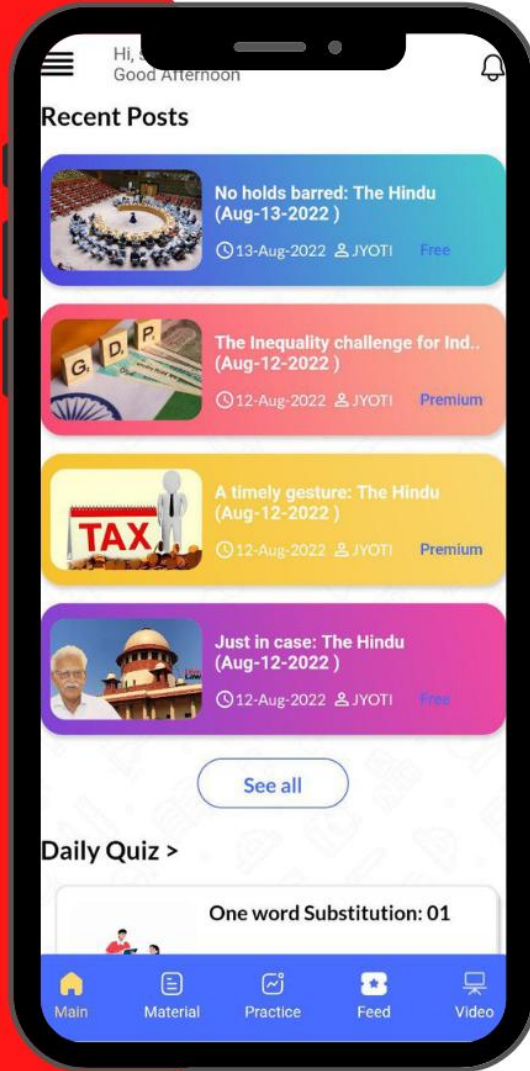 Hi,
Good Afternoon
Recent Posts
No holds barred: The Hindu
(Aug-13-2022 )
13-Aug-2022 JYOTI Free
G D P
The Inequality challenge for Ind..
(Aug-12-2022 )
12-Aug-2022 JYOTI Premium
TAX
A timely gesture: The Hindu
(Aug-12-2022 )
12-Aug-2022 JYOTI Premium
Just in case: The Hindu
(Aug-12-2022 )
12-Aug-2022 JYOTI Free
See all
Daily Quiz >
One word Substitution: 01
Main Material Practice Feed Video